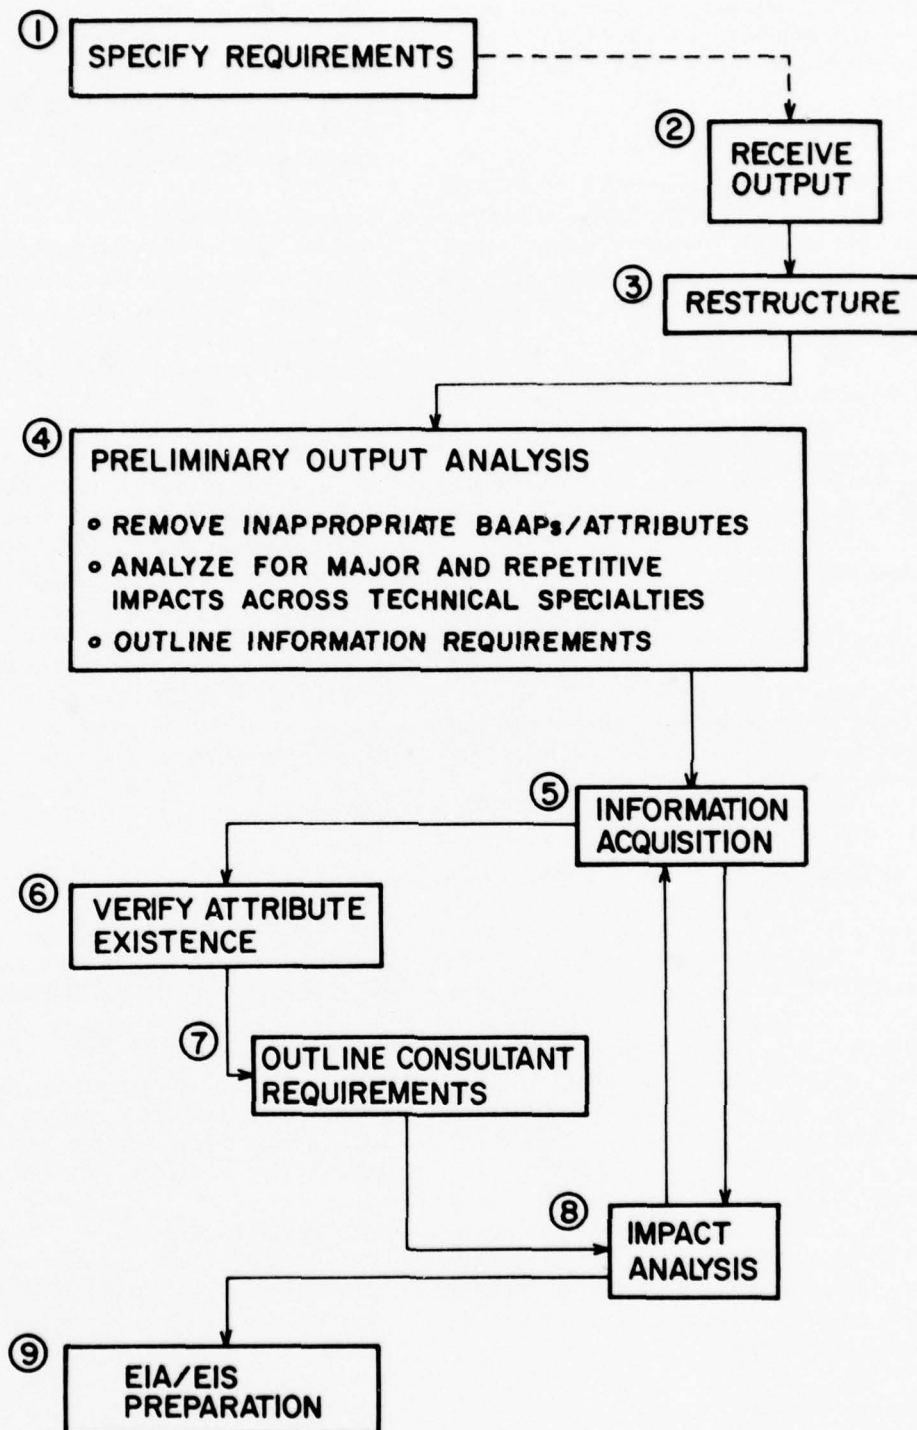 ①
SPECIFY REQUIREMENTS
②
RECEIVE
OUTPUT
③
RESTRUCTURE
④
PRELIMINARY OUTPUT ANALYSIS
o REMOVE INAPPROPRIATE BAAPs/ATTRIBUTES
o ANALYZE FOR MAJOR AND REPETITIVE
IMPACTS ACROSS TECHNICAL SPECIALTIES
o OUTLINE INFORMATION REQUIREMENTS
⑤
INFORMATION
ACQUISITION
⑥
VERIFY ATTRIBUTE
EXISTENCE
⑦
OUTLINE CONSULTANT
REQUIREMENTS
⑧
IMPACT
ANALYSIS
⑨
EIA/EIS
PREPARATION